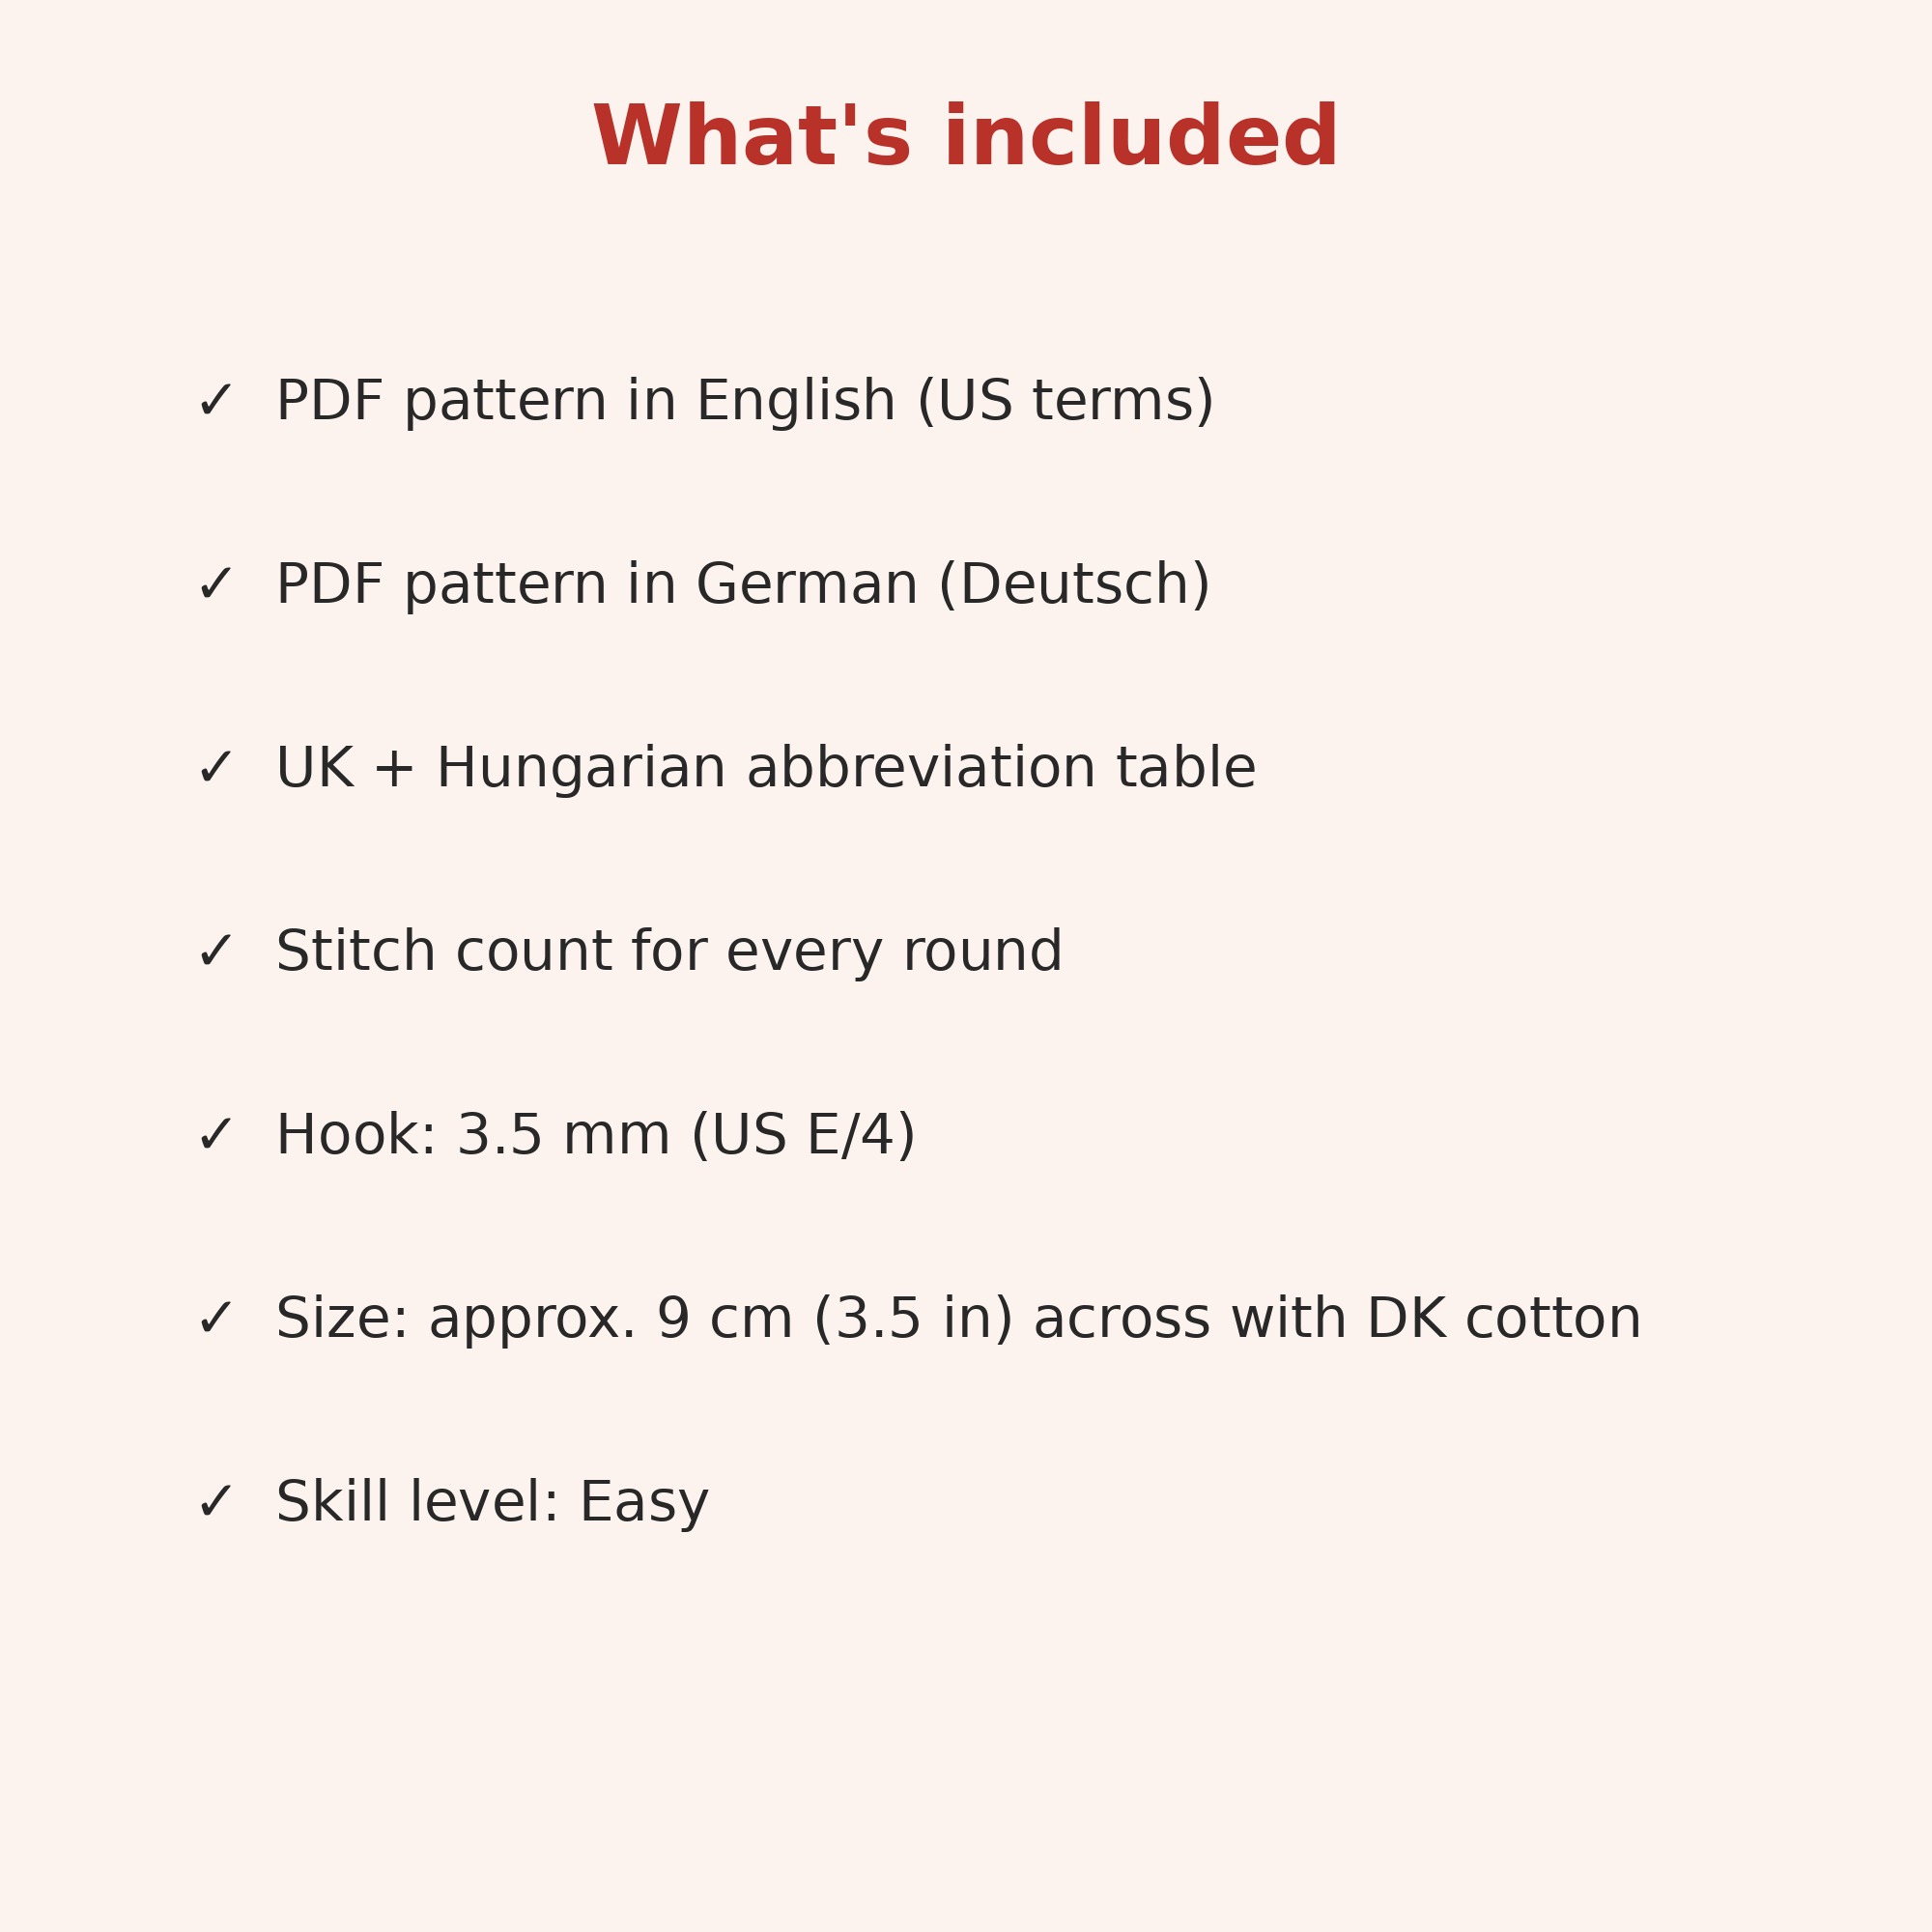 What's included
✓ PDF pattern in English (US terms)
✓ PDF pattern in German (Deutsch)
✓ UK + Hungarian abbreviation table
✓ Stitch count for every round
✓ Hook: 3.5 mm (US E/4)
✓ Size: approx. 9 cm (3.5 in) across with DK cotton
✓ Skill level: Easy